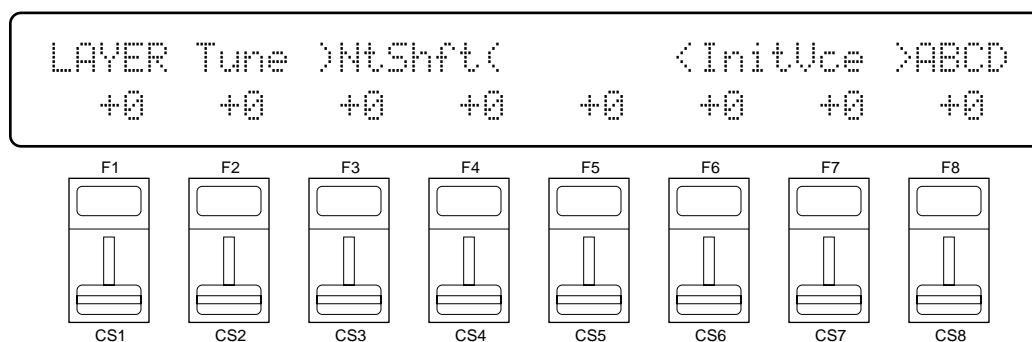 LAYER Tune )NtShft( <InitVce >ABCD
+0 +0 +0 +0 +0 +0 +0 +0
F1 F2 F3 F4 F5 F6 F7 F8
CS1 CS2 CS3 CS4 CS5 CS6 CS7 CS8